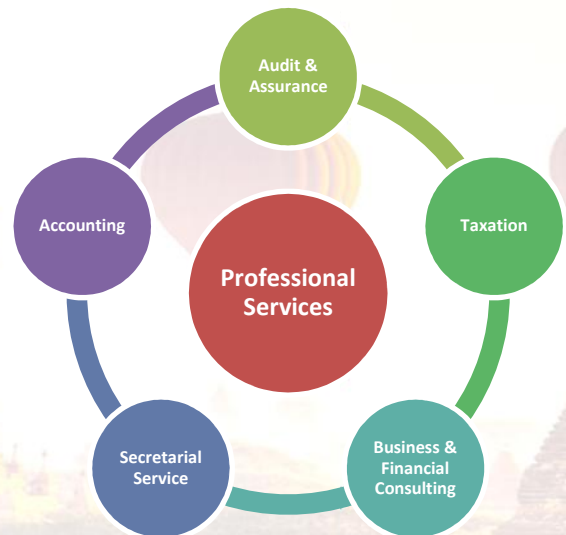 Audit &
Assurance
Taxation
Business &
Financial
Consulting
Secretarial
Service
Accounting
Professional
Services